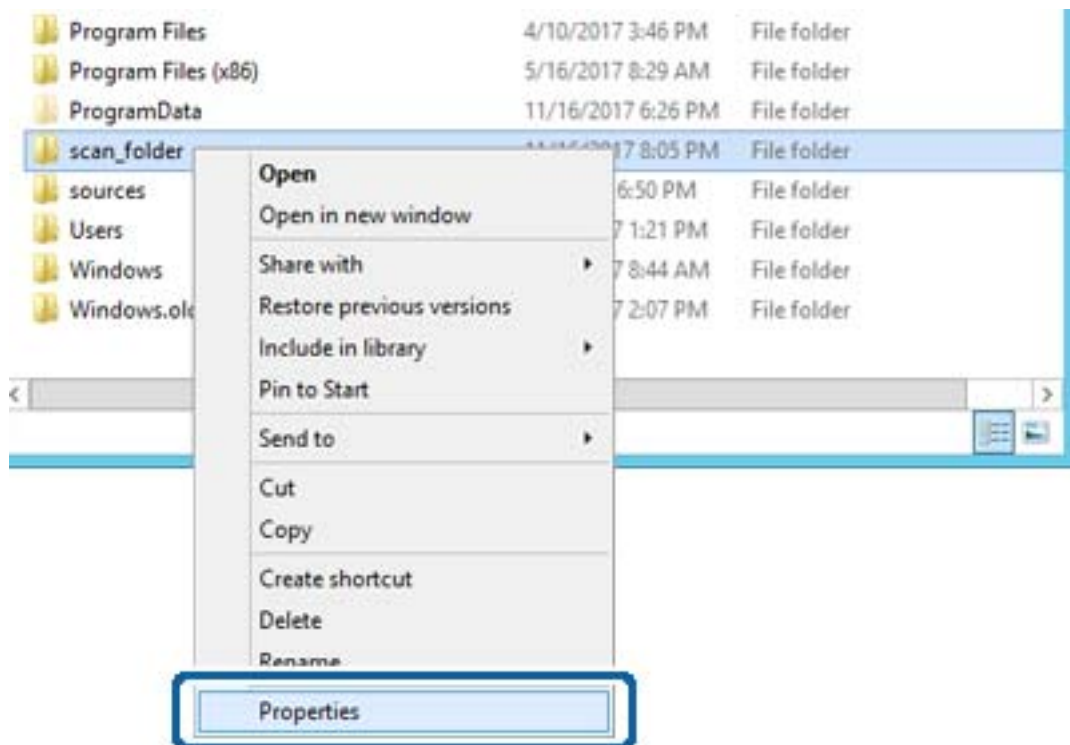 Program Files 4/10/2017 3:46 PM File folder
Program Files (x86) 5/16/2017 8:29 AM File folder
ProgramData 11/16/2017 6:26 PM File folder
scan_folder 17 8:05 PM File folder
sources 6:50 PM File folder
Users 7 1:21 PM File folder
Windows 7 8:44 AM File folder
Windows.old 7 2:07 PM File folder
Open
Open in new window
Share with
Restore previous versions
Include in library
Pin to Start
Send to
Cut
Copy
Create shortcut
Delete
Rename
Properties